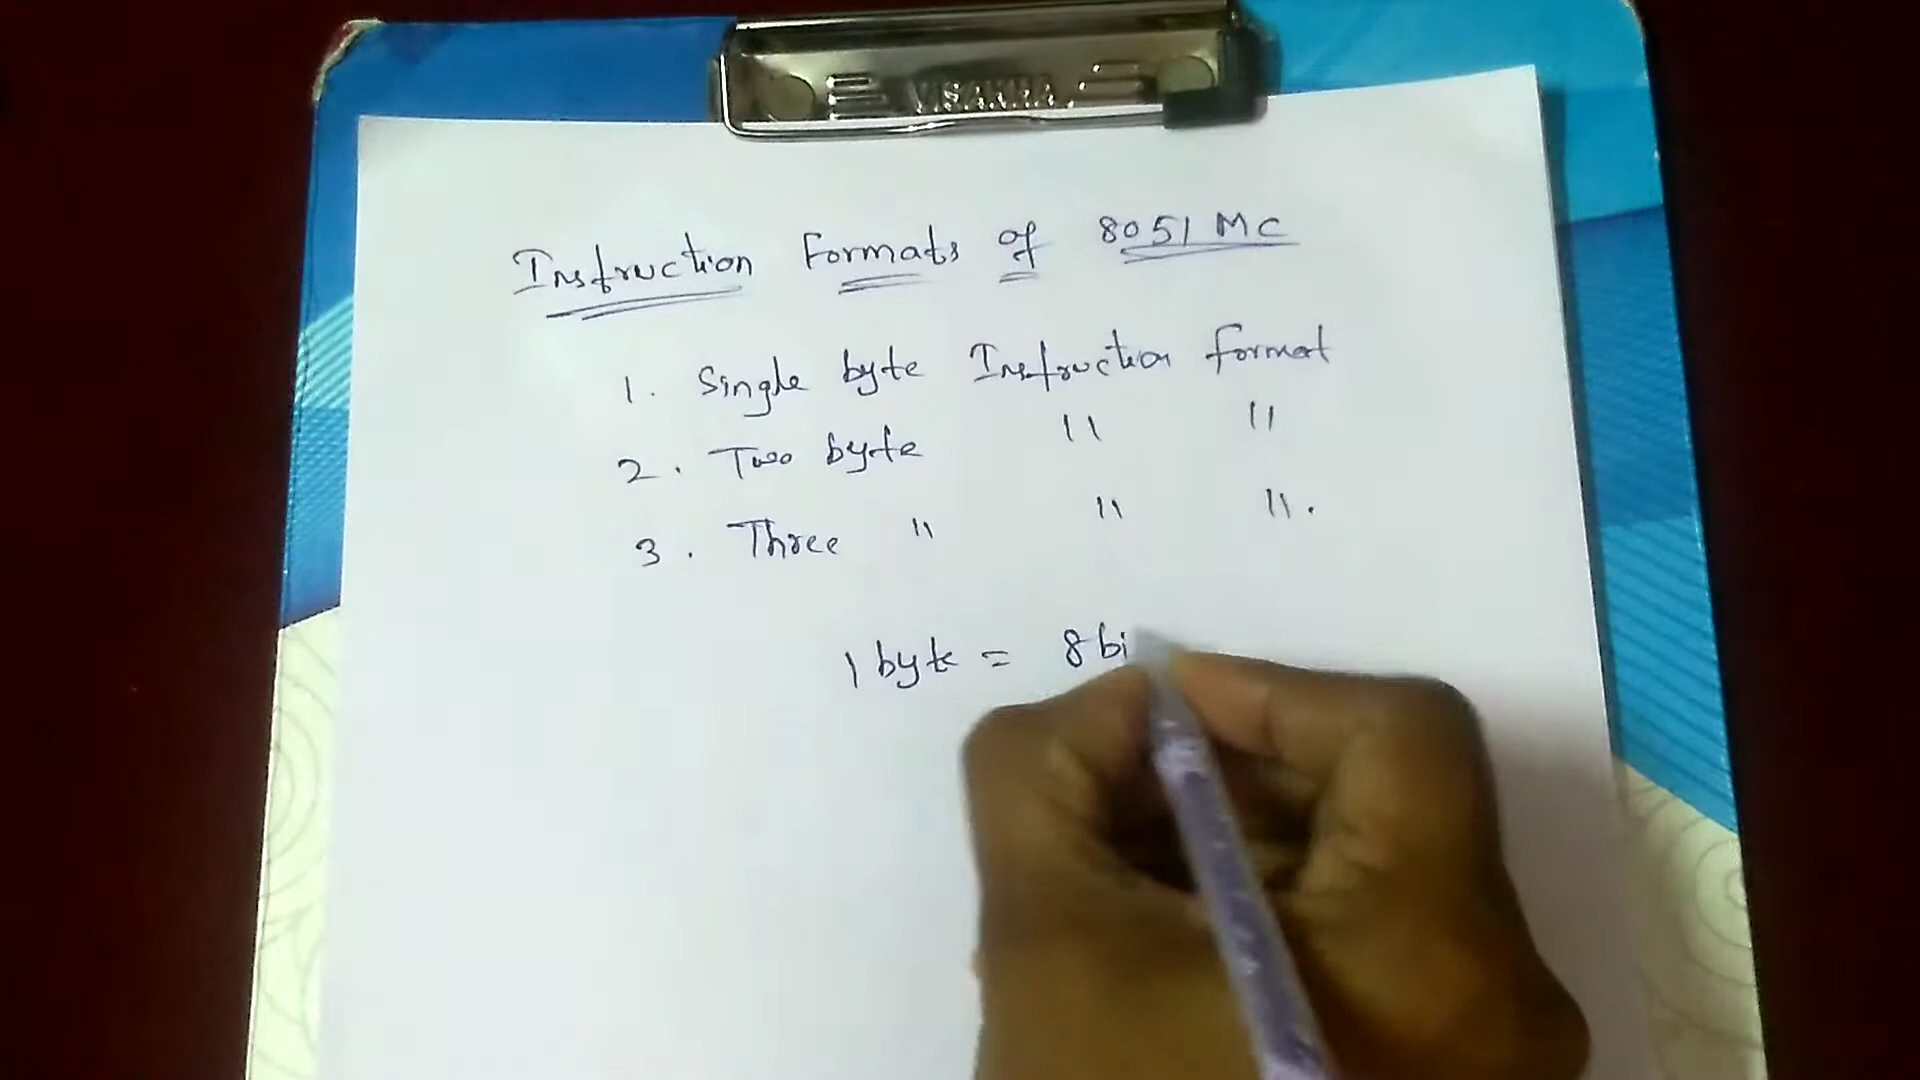 VISAKHA
Instruction Formats of 8051 MC
1. Single byte Instruction format
2. Two byte " "
3. Three " " ".
1 byte = 8 bi